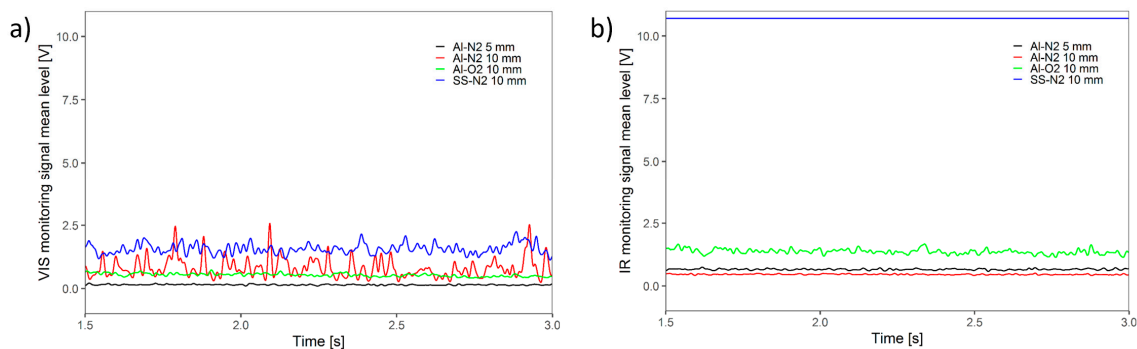 a)
VIS monitoring signal mean level [V]
10.0
7.5
5.0
2.5
0.0
Al-N2 5 mm
Al-N2 10 mm
Al-O2 10 mm
SS-N2 10 mm
1.5 2.0 2.5 3.0
Time [s]
b)
IR monitoring signal mean level [V]
10.0
7.5
5.0
2.5
0.0
Al-N2 5 mm
Al-N2 10 mm
Al-O2 10 mm
SS-N2 10 mm
1.5 2.0 2.5 3.0
Time [s]